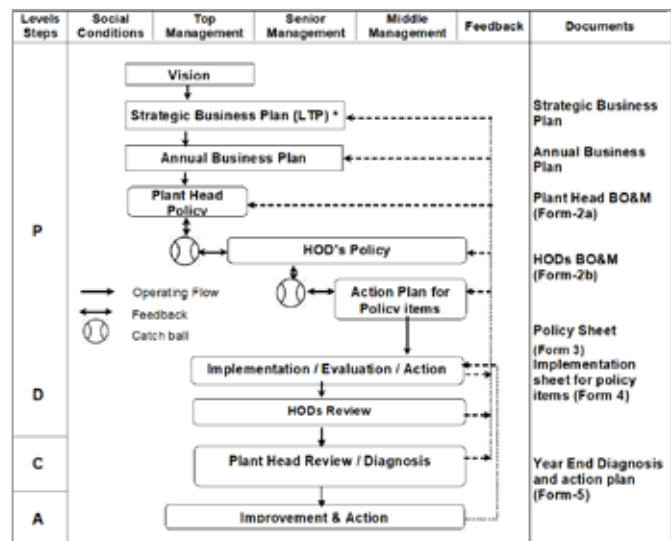 Levels Steps
Social Conditions
Top Management
Senior Management
Middle Management
Feedback
Documents
Vision
Strategic Business Plan (LTP) *
Strategic Business
Plan
Annual Business Plan
Annual Business
Plan
Plant Head
Policy
Plant Head BO&M
(Form-2a)
P
HOD's Policy
HODs BO&M
(Form-2b)
Operating Flow
Feedback
Catch ball
Action Plan for
Policy items
Policy Sheet
(Form 3)
Implementation
sheet for policy
items (Form 4)
Implementation / Evaluation / Action
D
HODs Review
C
Plant Head Review / Diagnosis
Year End Diagnosis
and action plan
(Form-5)
A
Improvement & Action